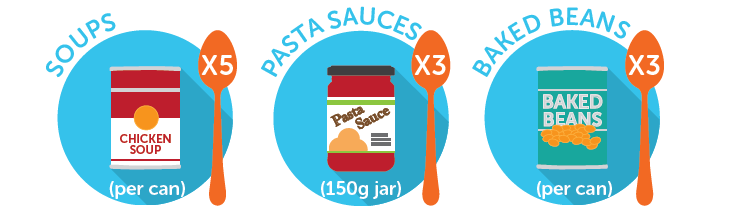 SOUPS
X5
CHICKEN
SOUP
(per can)
PASTA SAUCES
X3
Pasta
Sauce
(150g jar)
BAKED BEANS
X3
BAKED
BEANS
(per can)